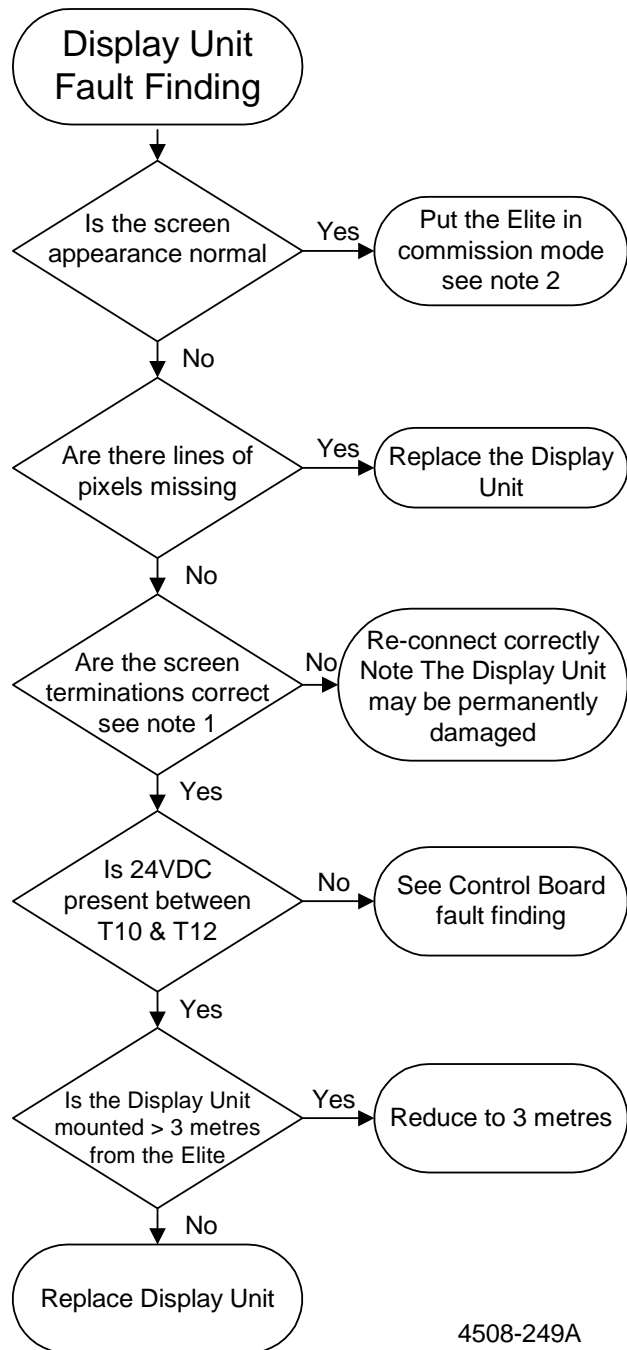 Display Unit
Fault Finding
Is the screen
appearance normal
Yes
Put the Elite in
commission mode
see note 2
No
Are there lines of
pixels missing
Yes
Replace the Display
Unit
No
Are the screen
terminations correct
see note 1
No
Re-connect correctly
Note The Display Unit
may be permanently
damaged
Yes
Is 24VDC
present between
T10 & T12
No
See Control Board
fault finding
Yes
Is the Display Unit
mounted > 3 metres
from the Elite
Yes
Reduce to 3 metres
No
Replace Display Unit
4508-249A